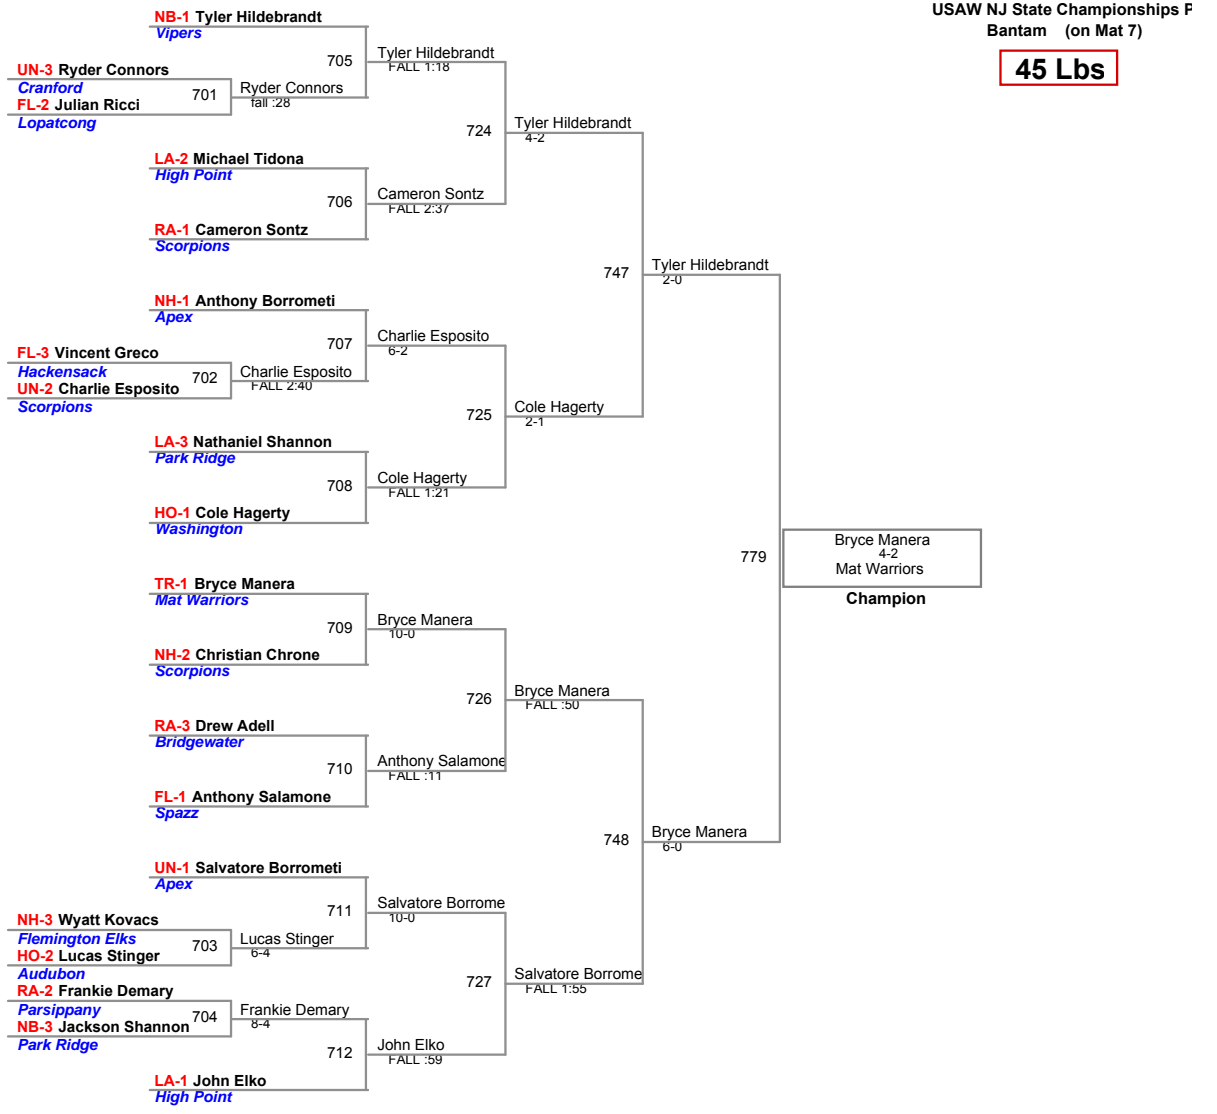 USAW NJ State Championships P
Bantam (on Mat 7)
45 Lbs
NB-1 Tyler Hildebrandt
Vipers
705
Tyler Hildebrandt
FALL 1:18
UN-3 Ryder Connors
Cranford
701
Ryder Connors
fall :28
FL-2 Julian Ricci
Lopatcong
724
Tyler Hildebrandt
4-2
LA-2 Michael Tidona
High Point
706
Cameron Sontz
FALL 2:37
RA-1 Cameron Sontz
Scorpions
747
Tyler Hildebrandt
2-0
NH-1 Anthony Borrometi
Apex
707
Charlie Esposito
6-2
FL-3 Vincent Greco
Hackensack
702
Charlie Esposito
FALL 2:40
UN-2 Charlie Esposito
Scorpions
725
Cole Hagerty
2-1
LA-3 Nathaniel Shannon
Park Ridge
708
Cole Hagerty
FALL 1:21
HO-1 Cole Hagerty
Washington
779
Bryce Manera
4-2
Mat Warriors
Champion
TR-1 Bryce Manera
Mat Warriors
709
Bryce Manera
10-0
NH-2 Christian Chrone
Scorpions
726
Bryce Manera
FALL :50
RA-3 Drew Adell
Bridgewater
710
Anthony Salamone
FALL :11
FL-1 Anthony Salamone
Spazz
748
Bryce Manera
6-0
UN-1 Salvatore Borrometi
Apex
711
Salvatore Borrome
10-0
NH-3 Wyatt Kovacs
Flemington Elks
703
Lucas Stinger
6-4
HO-2 Lucas Stinger
Audubon
727
Salvatore Borrome
FALL 1:55
RA-2 Frankie Demary
Parsippany
704
Frankie Demary
8-4
NB-3 Jackson Shannon
Park Ridge
712
John Elko
FALL :59
LA-1 John Elko
High Point